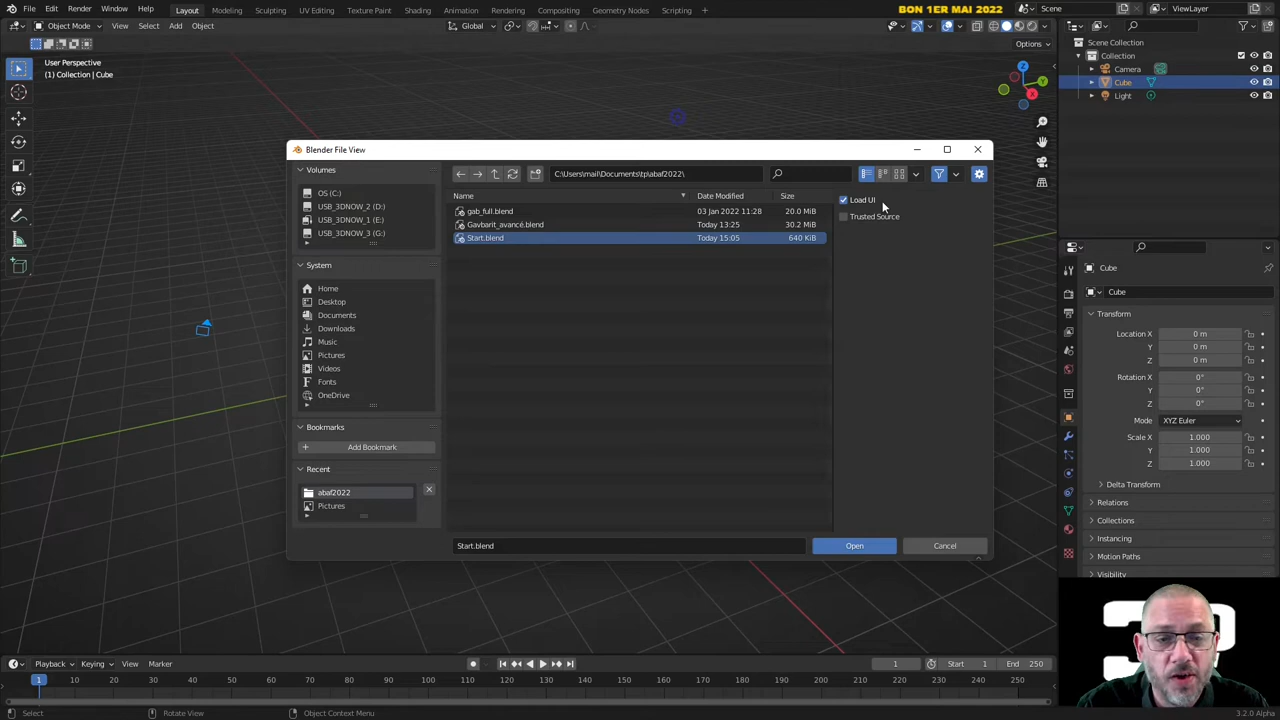 File Edit Render Window Help Layout Modeling Sculpting UV Editing Texture Paint Shading Animation Rendering Compositing Geometry Nodes Scripting + BON 1ER MAI 2022 Scene ViewLayer
Object Mode View Select Add Object Global
Options
User Perspective
(1) Collection | Cube
Z
Y
X
Scene Collection
Collection
Camera
Cube
Light
Blender File View
Volumes
OS (C:)
USB_3DNOW_2 (D:)
USB_3DNOW_1 (E:)
USB_3DNOW_3 (G:)
System
Home
Desktop
Documents
Downloads
Music
Pictures
Videos
Fonts
OneDrive
Bookmarks
Add Bookmark
Recent
abaf2022
Pictures
C:\Users\mail\Documents\tp\abaf2022\
Name Date Modified Size
gab_full.blend 03 Jan 2022 11:28 20.0 MiB
Gavbarit_avancé.blend Today 13:25 30.2 MiB
Start.blend Today 15:05 640 KiB
Load UI
Trusted Source
Start.blend Open Cancel
Cube
Cube
Transform
Location X 0 m
Y 0 m
Z 0 m
Rotation X 0°
Y 0°
Z 0°
Mode XYZ Euler
Scale X 1.000
Y 1.000
Z 1.000
Delta Transform
Relations
Collections
Instancing
Motion Paths
Visibility
Playback Keying View Marker 1 Start 1 End 250
1 10 20 30 40 50 60 70 80 90 100 110 120 130 140 150 160 170 180 190 200 210 220 230 240 250
Select Rotate View Object Context Menu 3.2.0 Alpha